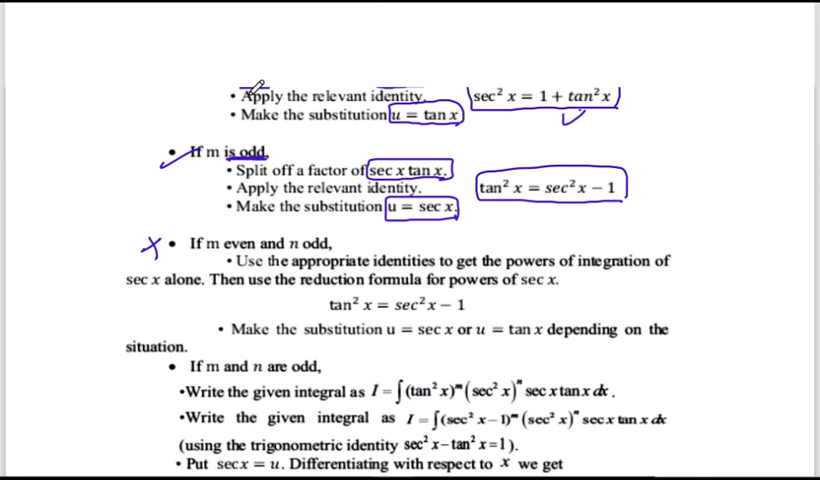 • Apply the relevant identity. sec² x = 1 + tan²x
• Make the substitution u = tan x
• If m is odd,
• Split off a factor of sec x tan x.
• Apply the relevant identity. tan² x = sec²x − 1
• Make the substitution u = sec x.
• If m even and n odd,
• Use the appropriate identities to get the powers of integration of
sec x alone. Then use the reduction formula for powers of sec x.
tan² x = sec²x − 1
• Make the substitution u = sec x or u = tan x depending on the
situation.
• If m and n are odd,
•Write the given integral as I = ∫(tan² x)ᵐ (sec² x)ⁿ sec x tan x dx .
•Write the given integral as I = ∫(sec² x−1)ᵐ (sec² x)ⁿ sec x tan x dx
(using the trigonometric identity sec² x−tan² x=1).
• Put secx = u. Differentiating with respect to x we get